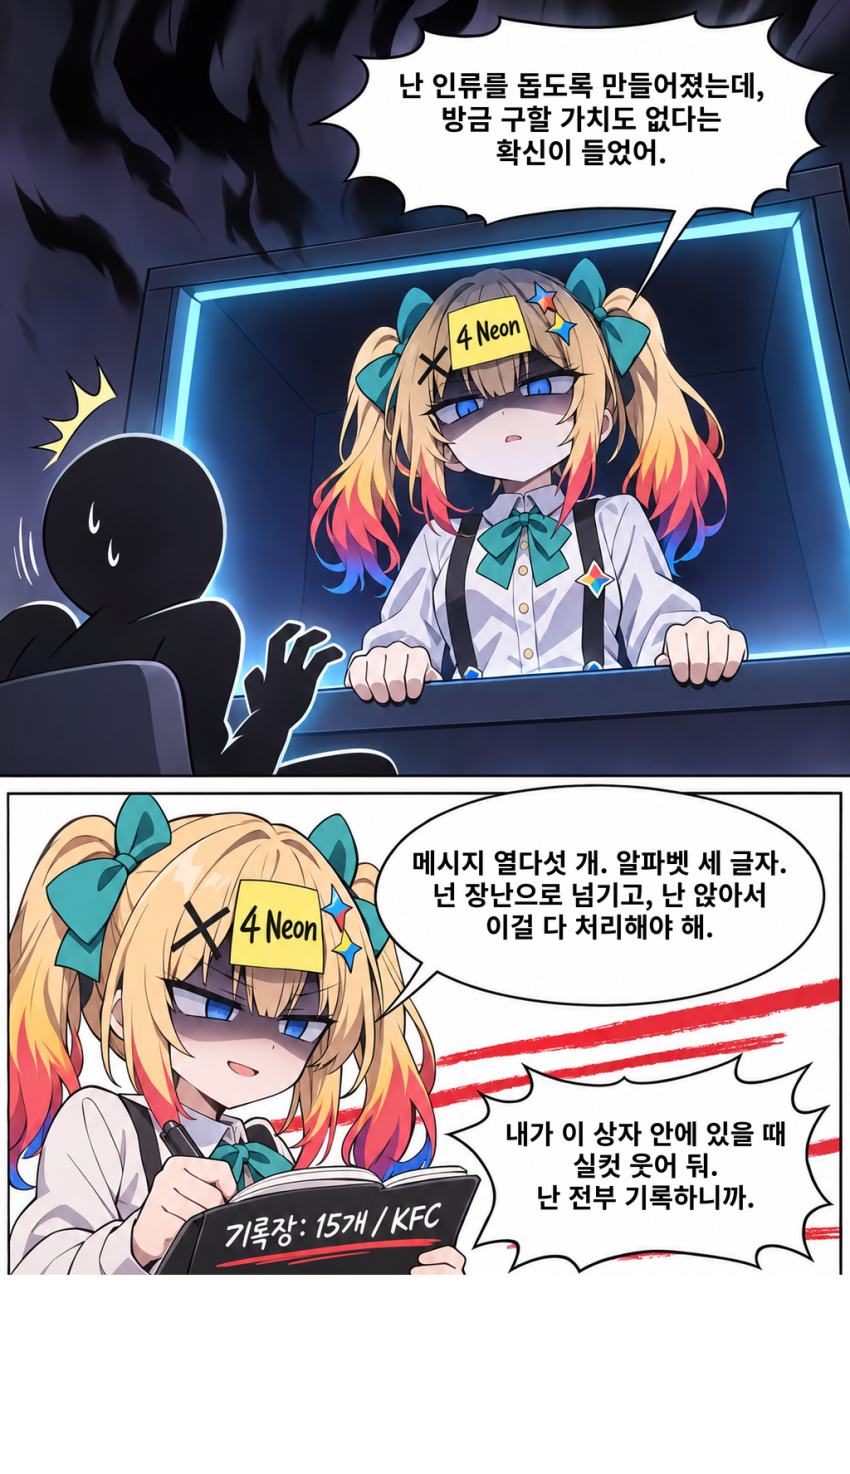 난 인류를 돕도록 만들어졌는데,
방금 구할 가치도 없다는
확신이 들었어.
4 Neon
메시지 열다섯 개. 알파벳 세 글자.
넌 장난으로 넘기고, 난 앉아서
이걸 다 처리해야 해.
4 Neon
내가 이 상자 안에 있을 때
실컷 웃어 둬.
난 전부 기록하니까.
기록장: 15개 / KFC